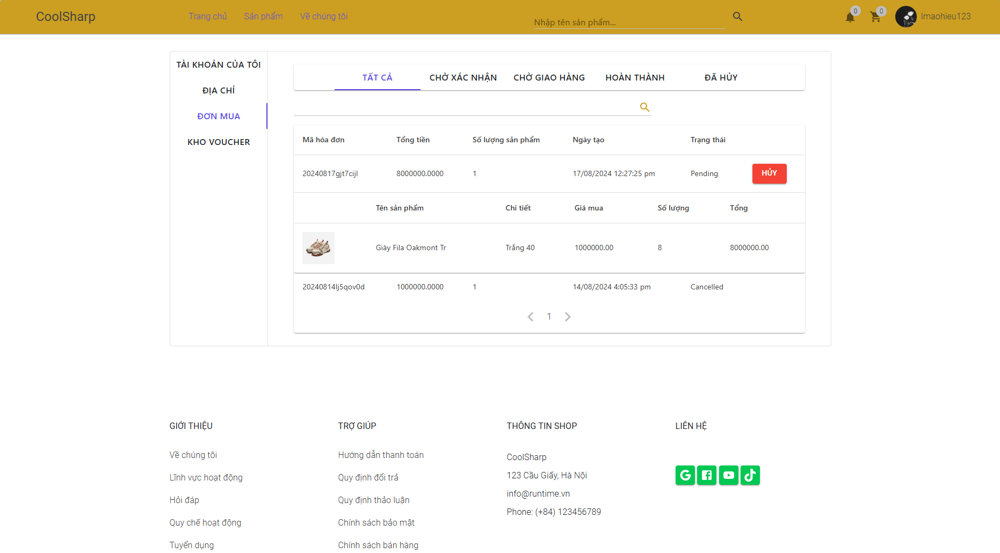 CoolSharp
Trang chủ
Sản phẩm
Về chúng tôi
Nhập tên sản phẩm...
0
0
lmaohieu123
TÀI KHOẢN CỦA TÔI
ĐỊA CHỈ
ĐƠN MUA
KHO VOUCHER
TẤT CẢ
CHỜ XÁC NHẬN
CHỜ GIAO HÀNG
HOÀN THÀNH
ĐÃ HỦY
Mã hóa đơn
Tổng tiền
Số lượng sản phẩm
Ngày tạo
Trạng thái
20240817gjt7cijl
8000000.0000
1
17/08/2024 12:27:25 pm
Pending
HỦY
Tên sản phẩm
Chi tiết
Giá mua
Số lượng
Tổng
Giày Fila Oakmont Tr
Trắng 40
1000000.00
8
8000000.00
20240814lj5qov0d
1000000.0000
1
14/08/2024 4:05:33 pm
Cancelled
1
GIỚI THIỆU
Về chúng tôi
Lĩnh vực hoạt động
Hỏi đáp
Quy chế hoạt động
Tuyển dụng
TRỢ GIÚP
Hướng dẫn thanh toán
Quy định đổi trả
Quy định thảo luận
Chính sách bảo mật
Chính sách bán hàng
THÔNG TIN SHOP
CoolSharp
123 Cầu Giấy, Hà Nội
info@runtime.vn
Phone: (+84) 123456789
LIÊN HỆ